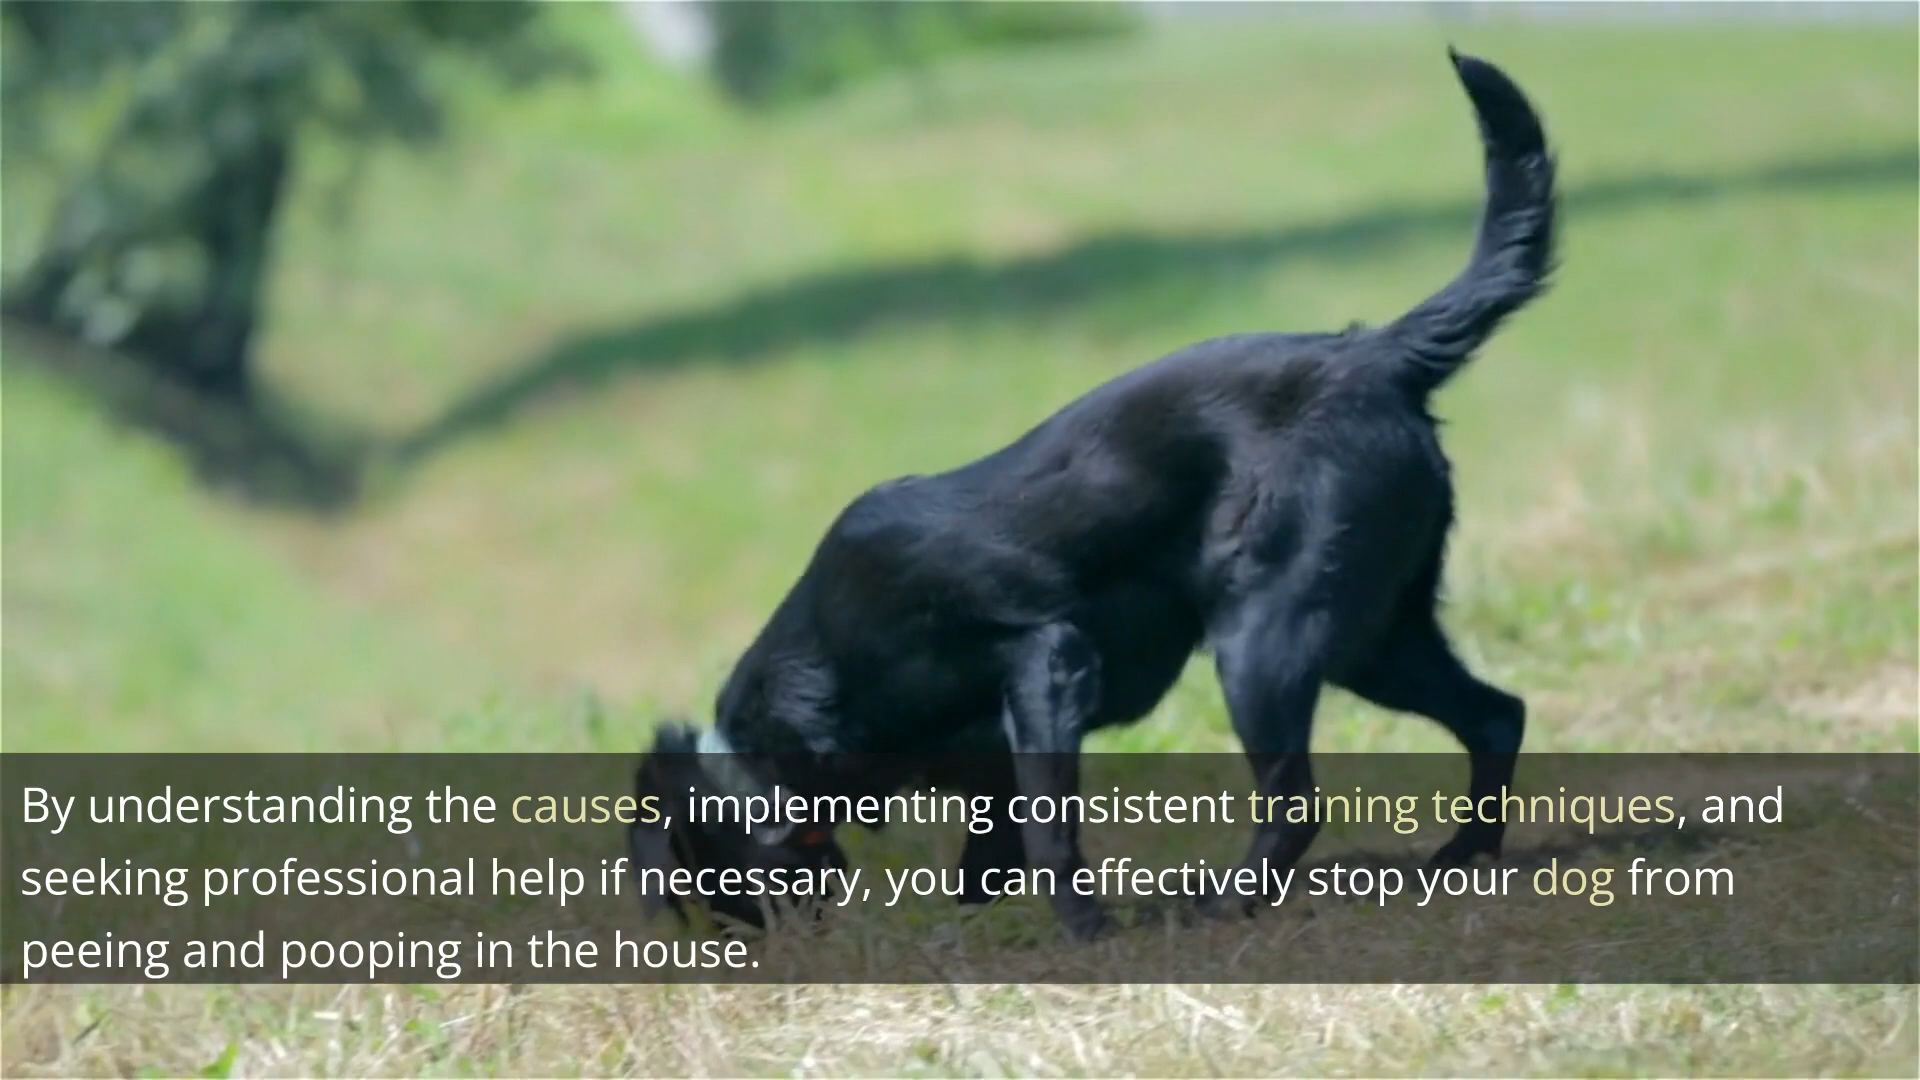 By understanding the causes, implementing consistent training techniques, and
seeking professional help if necessary, you can effectively stop your dog from
peeing and pooping in the house.